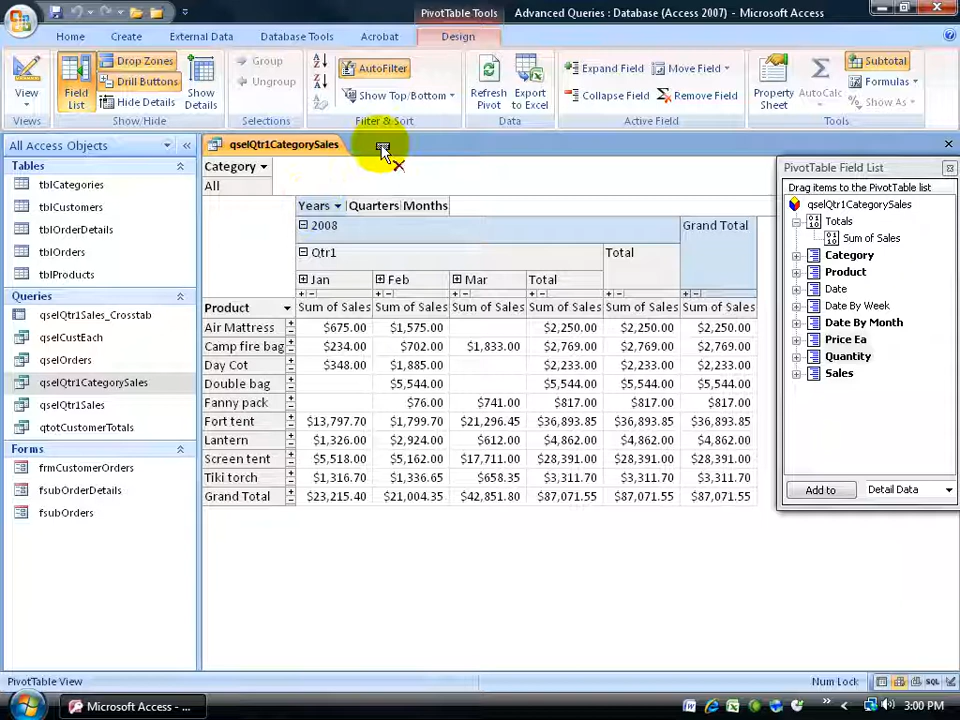 PivotTable Tools
Advanced Queries : Database (Access 2007) - Microsoft Access
Home
Create
External Data
Database Tools
Acrobat
Design
View
Views
Field List
Drop Zones
Drill Buttons
Hide Details
Show Details
Show/Hide
Group
Ungroup
Selections
AutoFilter
Show Top/Bottom
Filter & Sort
Refresh Pivot
Export to Excel
Data
Expand Field
Collapse Field
Move Field
Remove Field
Active Field
Property Sheet
AutoCalc
Subtotal
Formulas
Show As
Tools
All Access Objects
Tables
tblCategories
tblCustomers
tblOrderDetails
tblOrders
tblProducts
Queries
qselQtr1Sales_Crosstab
qselCustEach
qselOrders
qselQtr1CategorySales
qselQtr1Sales
qtotCustomerTotals
Forms
frmCustomerOrders
fsubOrderDetails
fsubOrders
qselQtr1CategorySales
Category
All
Years Quarters Months
2008 Grand Total
Qtr1 Total
Jan Feb Mar Total
Product Sum of Sales Sum of Sales Sum of Sales Sum of Sales Sum of Sales Sum of Sales
Air Mattress $675.00 $1,575.00 $2,250.00 $2,250.00 $2,250.00
Camp fire bag $234.00 $702.00 $1,833.00 $2,769.00 $2,769.00 $2,769.00
Day Cot $348.00 $1,885.00 $2,233.00 $2,233.00 $2,233.00
Double bag $5,544.00 $5,544.00 $5,544.00 $5,544.00
Fanny pack $76.00 $741.00 $817.00 $817.00 $817.00
Fort tent $13,797.70 $1,799.70 $21,296.45 $36,893.85 $36,893.85 $36,893.85
Lantern $1,326.00 $2,924.00 $612.00 $4,862.00 $4,862.00 $4,862.00
Screen tent $5,518.00 $5,162.00 $17,711.00 $28,391.00 $28,391.00 $28,391.00
Tiki torch $1,316.70 $1,336.65 $658.35 $3,311.70 $3,311.70 $3,311.70
Grand Total $23,215.40 $21,004.35 $42,851.80 $87,071.55 $87,071.55 $87,071.55
PivotTable Field List
Drag items to the PivotTable list
qselQtr1CategorySales
Totals
Sum of Sales
Category
Product
Date
Date By Week
Date By Month
Price Ea
Quantity
Sales
Add to
Detail Data
PivotTable View
Num Lock
SQL
Microsoft Access - ...
3:00 PM